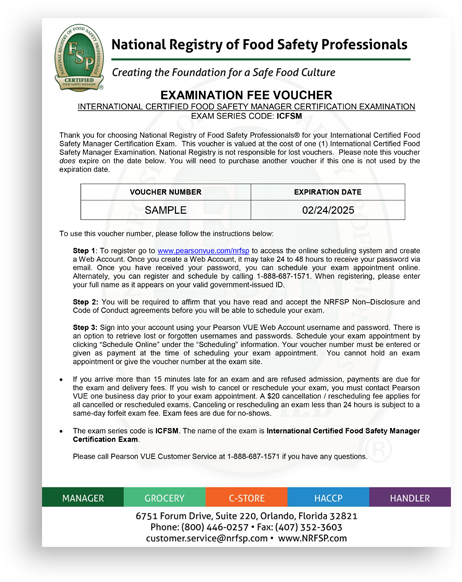 National Registry of Food Safety Professionals
Creating the Foundation for a Safe Food Culture
FSP
CERTIFIED
EXAMINATION FEE VOUCHER
INTERNATIONAL CERTIFIED FOOD SAFETY MANAGER CERTIFICATION EXAMINATION
EXAM SERIES CODE: ICFSM
Thank you for choosing National Registry of Food Safety Professionals® for your International Certified Food
Safety Manager Certification Exam. This voucher is valued at the cost of one (1) International Certified Food
Safety Manager Examination. National Registry is not responsible for lost vouchers. Please note this voucher
does expire on the date below. You will need to purchase another voucher if this one is not used by the
expiration date.
VOUCHER NUMBER EXPIRATION DATE
SAMPLE 02/24/2025
To use this voucher number, please follow the instructions below:
Step 1: To register go to www.pearsonvue.com/nrfsp to access the online scheduling system and create
a Web Account. Once you create a Web Account, it may take 24 to 48 hours to receive your password via
email. Once you have received your password, you can schedule your exam appointment online.
Alternately, you can register and schedule by calling 1-888-687-1571. When registering, please enter
your full name as it appears on your valid government-issued ID.
Step 2: You will be required to affirm that you have read and accept the NRFSP Non–Disclosure and
Code of Conduct agreements before you will be able to schedule your exam.
Step 3: Sign into your account using your Pearson VUE Web Account username and password. There is
an option to retrieve lost or forgotten usernames and passwords. Schedule your exam appointment by
clicking “Schedule Online” under the “Scheduling” information. Your voucher number must be entered or
given as payment at the time of scheduling your exam appointment. You cannot hold an exam
appointment or give the voucher number at the exam site.
• If you arrive more than 15 minutes late for an exam and are refused admission, payments are due for
the exam and delivery fees. If you wish to cancel or reschedule your exam, you must contact Pearson
VUE one business day prior to your exam appointment. A $20 cancellation / rescheduling fee applies for
all cancelled or rescheduled exams. Canceling or rescheduling an exam less than 24 hours is subject to a
same-day forfeit exam fee. Exam fees are due for no-shows.
• The exam series code is ICFSM. The name of the exam is International Certified Food Safety Manager
Certification Exam.
Please call Pearson VUE Customer Service at 1-888-687-1571 if you have any questions.
MANAGER GROCERY C-STORE HACCP HANDLER
6751 Forum Drive, Suite 220, Orlando, Florida 32821
Phone: (800) 446-0257 • Fax: (407) 352-3603
customer.service@nrfsp.com • www.NRFSP.com